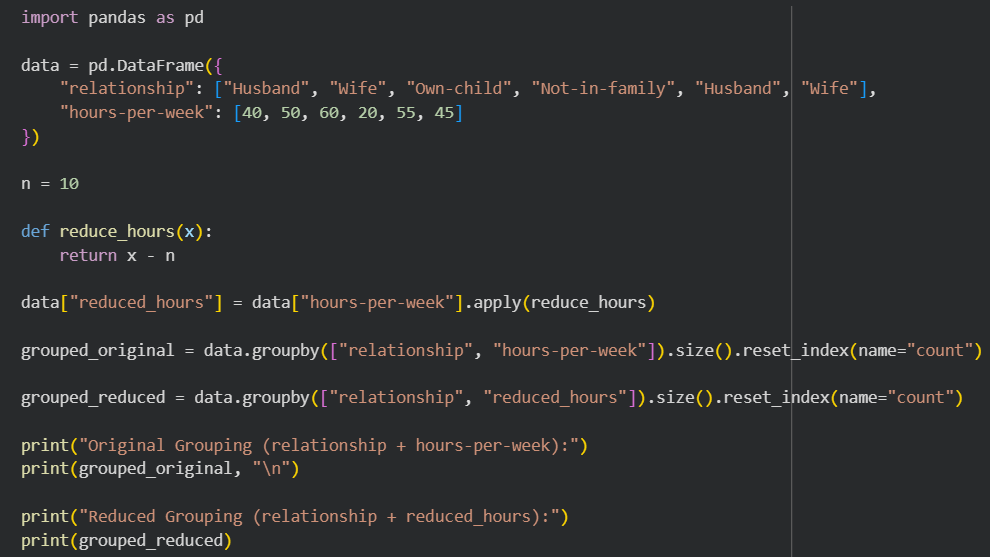 import pandas as pd
data = pd.DataFrame({
    "relationship": ["Husband", "Wife", "Own-child", "Not-in-family", "Husband", "Wife"],
    "hours-per-week": [40, 50, 60, 20, 55, 45]
})
n = 10
def reduce_hours(x):
    return x - n
data["reduced_hours"] = data["hours-per-week"].apply(reduce_hours)
grouped_original = data.groupby(["relationship", "hours-per-week"]).size().reset_index(name="count")
grouped_reduced = data.groupby(["relationship", "reduced_hours"]).size().reset_index(name="count")
print("Original Grouping (relationship + hours-per-week):")
print(grouped_original, "\n")
print("Reduced Grouping (relationship + reduced_hours):")
print(grouped_reduced)